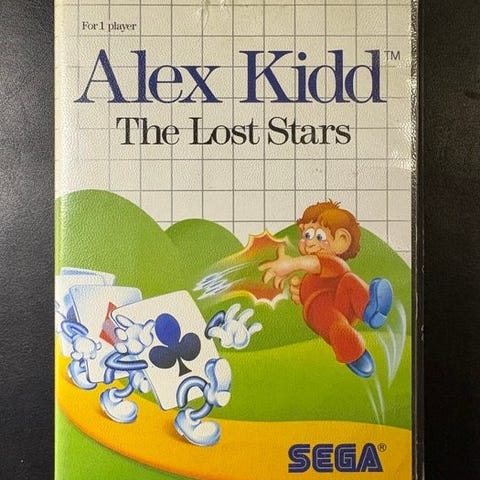 For 1 player
Alex Kidd™
The Lost Stars
SEGA®